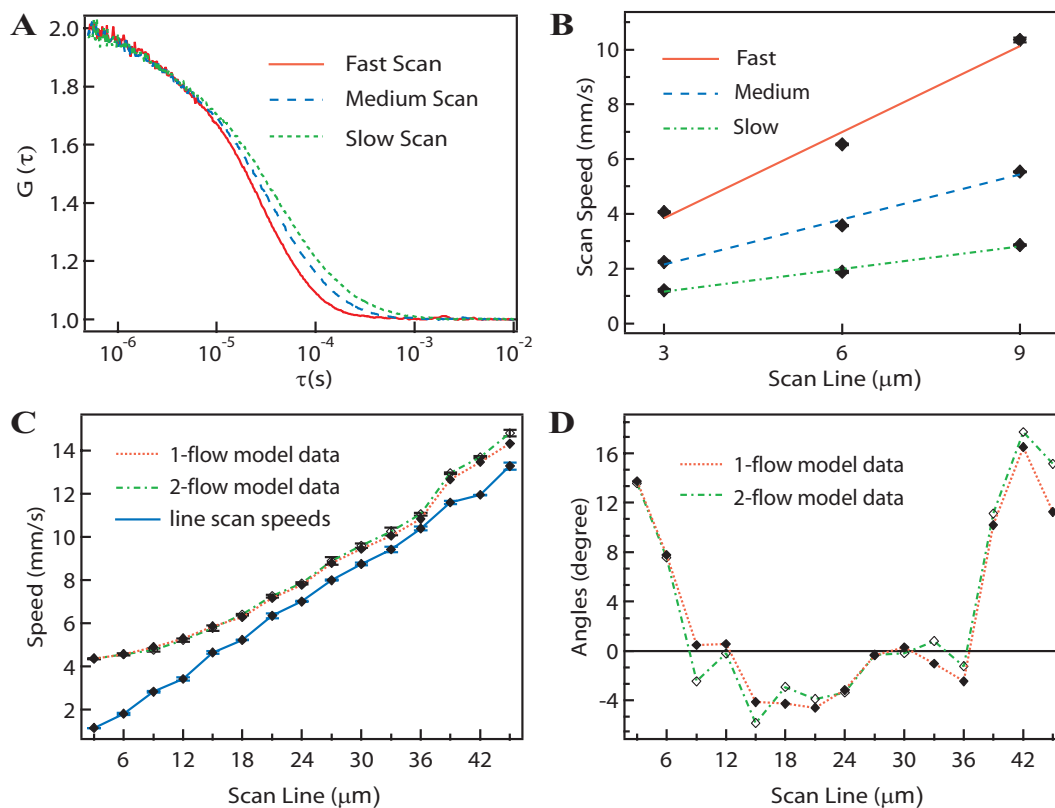 A
2.0
1.8
1.6
1.4
1.2
1.0
G (τ)
Fast Scan
Medium Scan
Slow Scan
10-6
10-5
10-4
10-3
10-2
τ(s)
B
10
8
6
4
2
0
Scan Speed (mm/s)
Fast
Medium
Slow
3
6
9
Scan Line (μm)
C
14
12
10
8
6
4
2
Speed (mm/s)
1-flow model data
2-flow model data
line scan speeds
6
12
18
24
30
36
42
Scan Line (μm)
D
16
12
8
4
0
-4
Angles (degree)
1-flow model data
2-flow model data
6
12
18
24
30
36
42
Scan Line (μm)